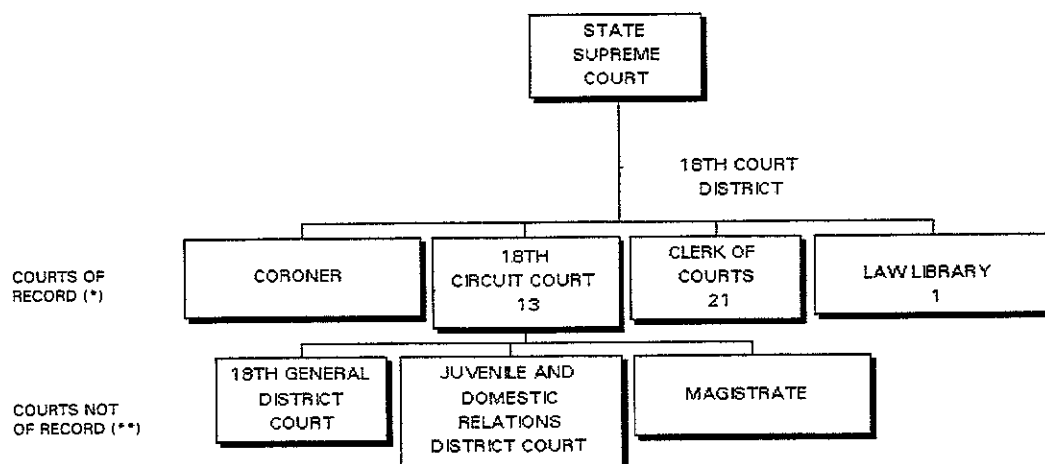 STATE
SUPREME
COURT
18TH COURT
DISTRICT
COURTS OF
RECORD (*)
CORONER
18TH
CIRCUIT COURT
13
CLERK OF
COURTS
21
LAW LIBRARY
1
COURTS NOT
OF RECORD (**)
18TH GENERAL
DISTRICT
COURT
JUVENILE AND
DOMESTIC
RELATIONS
DISTRICT COURT
MAGISTRATE